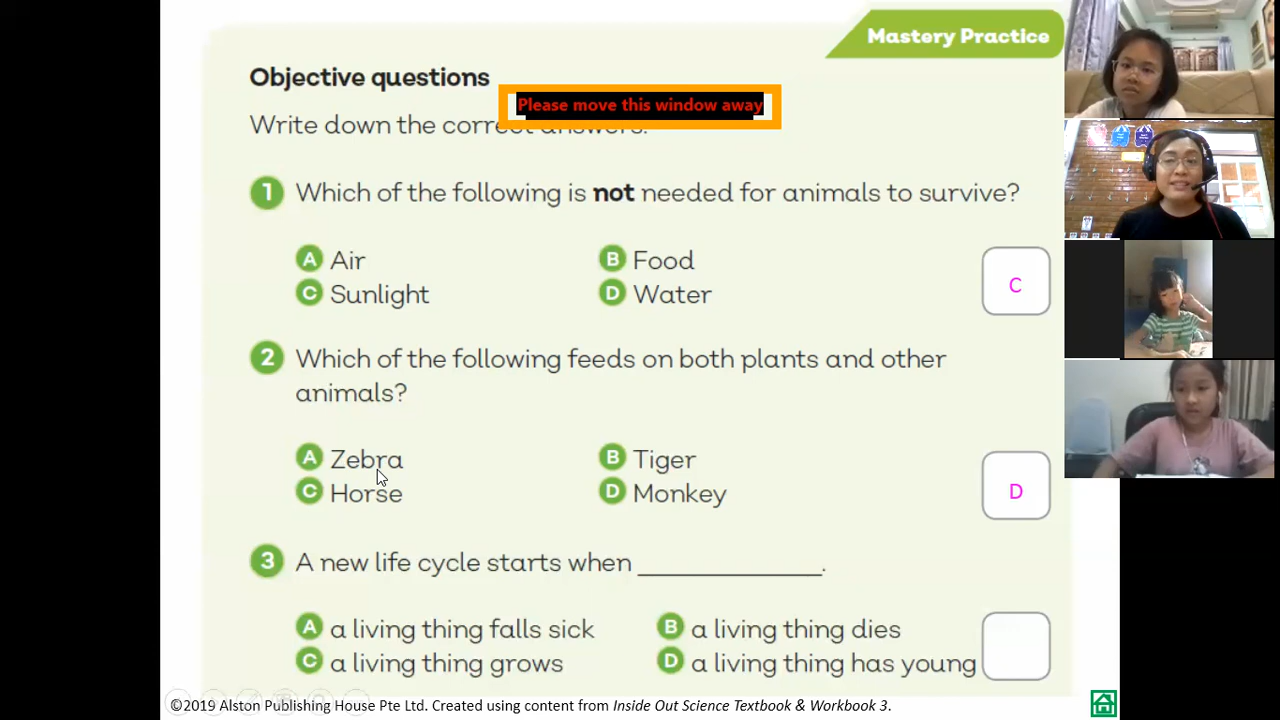 Mastery Practice
Objective questions
Please move this window away
Write down the correct answers.
1 Which of the following is not needed for animals to survive?
A Air B Food
C Sunlight D Water
C
2 Which of the following feeds on both plants and other
animals?
A Zebra B Tiger
C Horse D Monkey
D
3 A new life cycle starts when ______________.
A a living thing falls sick B a living thing dies
C a living thing grows D a living thing has young
©2019 Alston Publishing House Pte Ltd. Created using content from Inside Out Science Textbook & Workbook 3.